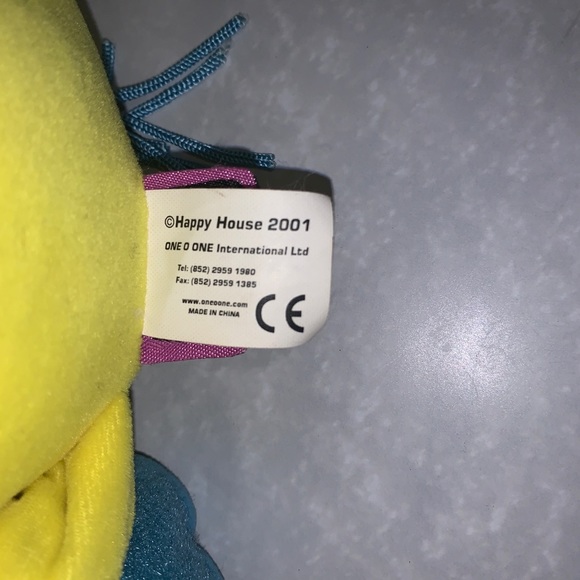 ©Happy House 2001
ONE O ONE International Ltd
Tel: (852) 2959 1980
Fax: (852) 2959 1385
www.oneoone.com
MADE IN CHINA
CE